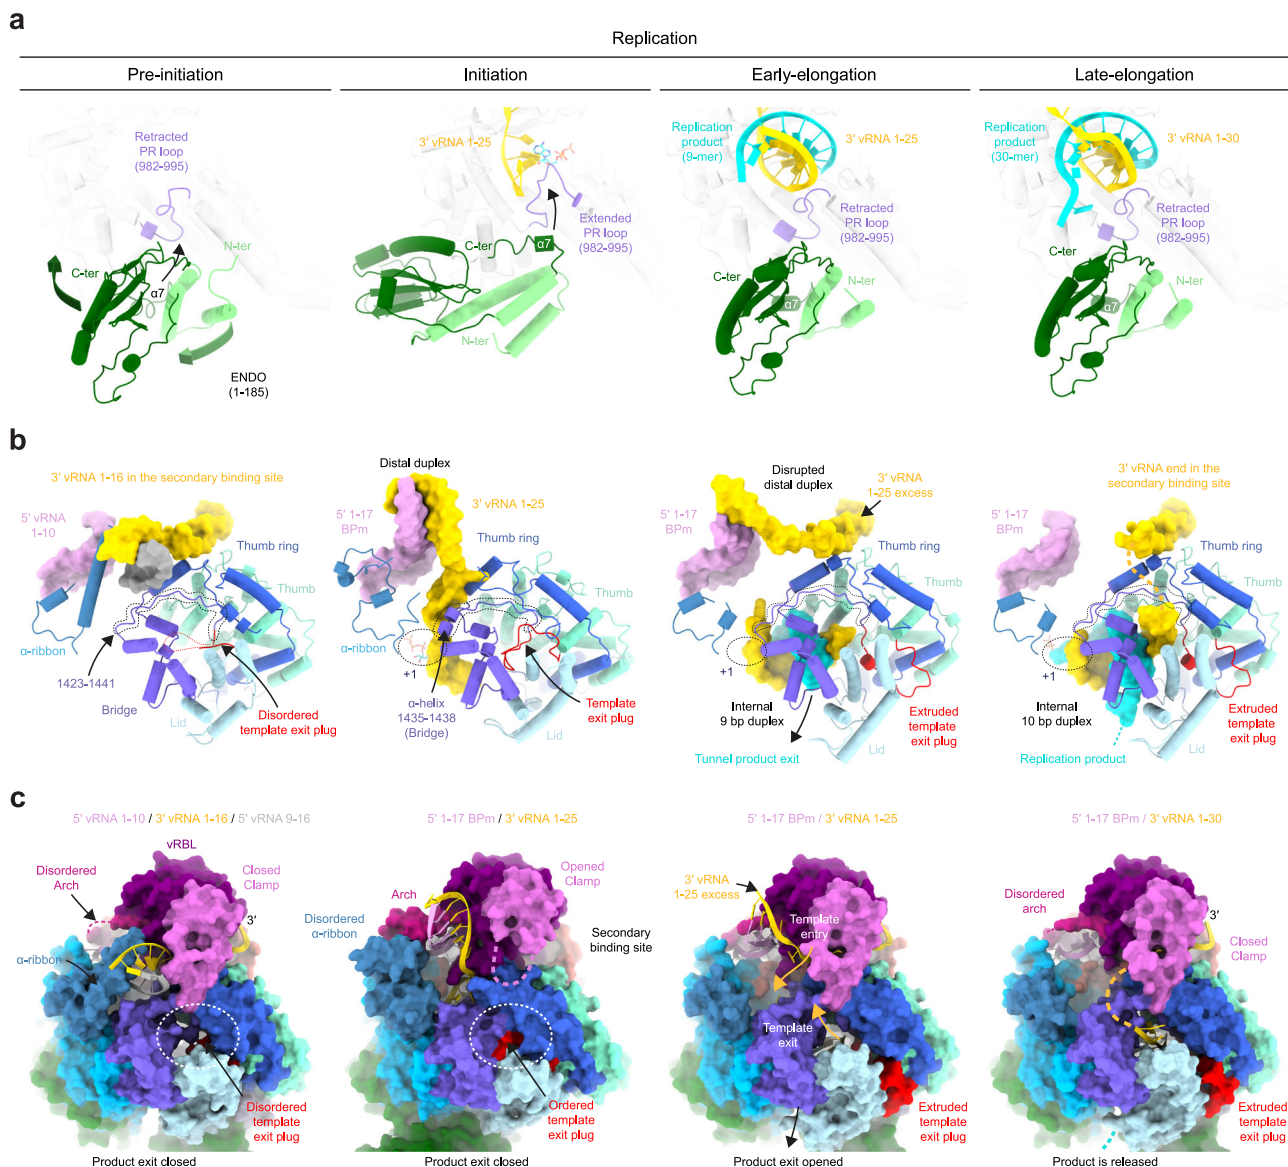 a
Replication
Pre-initiation
Initiation
Early-elongation
Late-elongation
Retracted
PR loop
(982-995)
N-ter
C-ter
α7
ENDO
(1-185)
3′ vRNA 1-25
Extended
PR loop
(982-995)
C-ter
α7
N-ter
Replication
product
(9-mer)
3′ vRNA 1-25
Retracted
PR loop
(982-995)
C-ter
N-ter
α7
Replication
product
(30-mer)
3′ vRNA 1-30
Retracted
PR loop
(982-995)
C-ter
N-ter
α7
b
3′ vRNA 1-16 in the secondary binding site
5′ vRNA
1-10
Thumb ring
Thumb
α-ribbon
1423-1441
Bridge
Lid
Disordered
template exit plug
Distal duplex
3′ vRNA 1-25
5′ 1-17
BPm
Thumb ring
Thumb
α-ribbon
+1
α-helix
1435-1438
(Bridge)
Template
exit plug
Lid
Disrupted
distal duplex
3′ vRNA
1-25 excess
5′ 1-17
BPm
Thumb ring
Thumb
+1
Internal
9 bp duplex
Tunnel product exit
Extruded
template
exit plug
Lid
3′ vRNA end in the
secondary binding site
5′ 1-17
BPm
Thumb ring
Thumb
+1
Internal
10 bp duplex
Replication product
Extruded
template
exit plug
Lid
c
5′ vRNA 1-10 / 3′ vRNA 1-16 / 5′ vRNA 9-16
vRBL
Disordered
Arch
Closed
Clamp
3′
α-ribbon
Disordered
template
exit plug
Product exit closed
5′ 1-17 BPm / 3′ vRNA 1-25
Opened
Clamp
Arch
Disordered
α-ribbon
Secondary
binding site
Ordered
template
exit plug
Product exit closed
5′ 1-17 BPm / 3′ vRNA 1-25
3′ vRNA
1-25 excess
Template
entry
Template
exit
Extruded
template
exit plug
Product exit opened
5′ 1-17 BPm / 3′ vRNA 1-30
Disordered
arch
3′
Closed
Clamp
Extruded
template
exit plug
Product is released